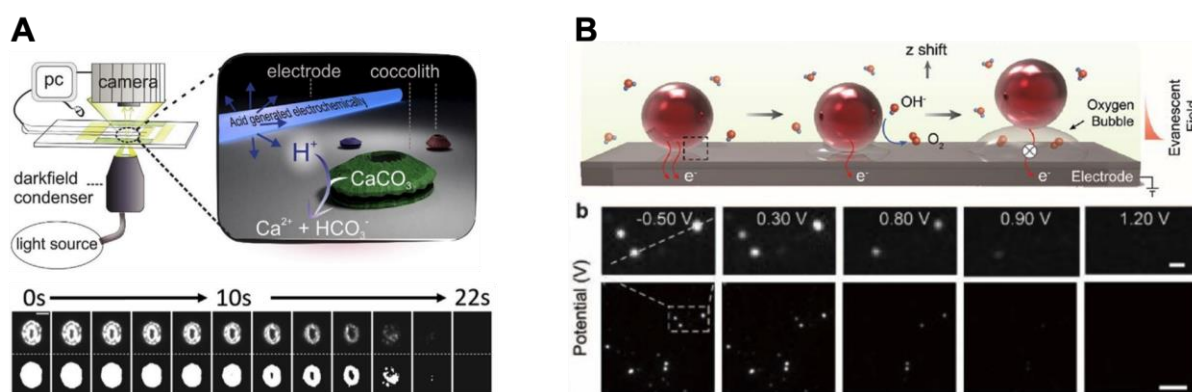 A
pc
camera
darkfield
condenser
light source
electrode
coccolith
Acid generated electrochemically
H⁺
CaCO₃
Ca²⁺ + HCO₃⁻
0s
10s
22s
B
z shift
OH⁻
O₂
Oxygen
Bubble
Evanescent
Field
e⁻
e⁻
e⁻
Electrode
b
Potential (V)
-0.50 V
0.30 V
0.80 V
0.90 V
1.20 V